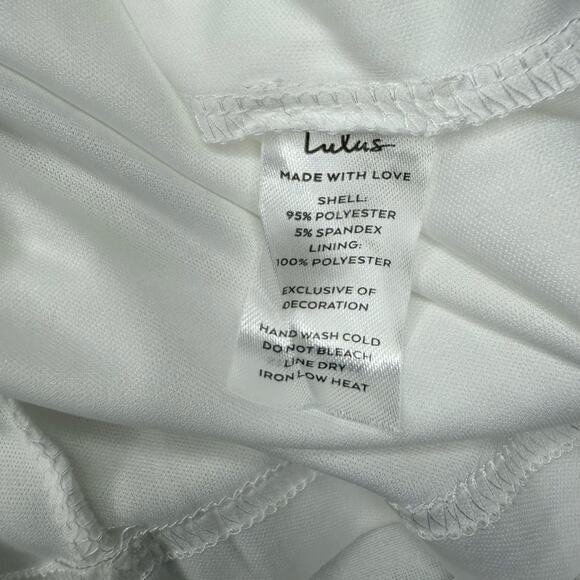 Lulus
MADE WITH LOVE
SHELL:
95% POLYESTER
5% SPANDEX
LINING:
100% POLYESTER
EXCLUSIVE OF
DECORATION
HAND WASH COLD
DO NOT BLEACH
LINE DRY
IRON LOW HEAT